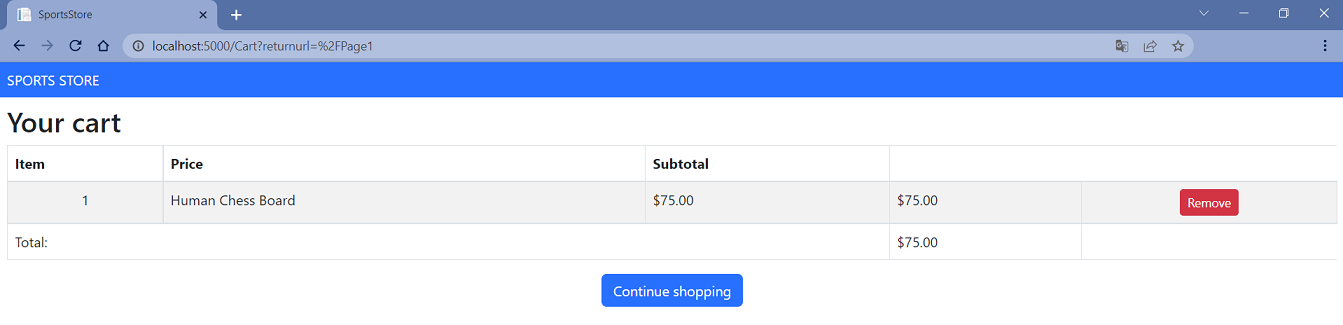 SportsStore
localhost:5000/Cart?returnurl=%2FPage1
SPORTS STORE
Your cart
Item Price Subtotal
1 Human Chess Board $75.00 $75.00 Remove
Total: $75.00
Continue shopping